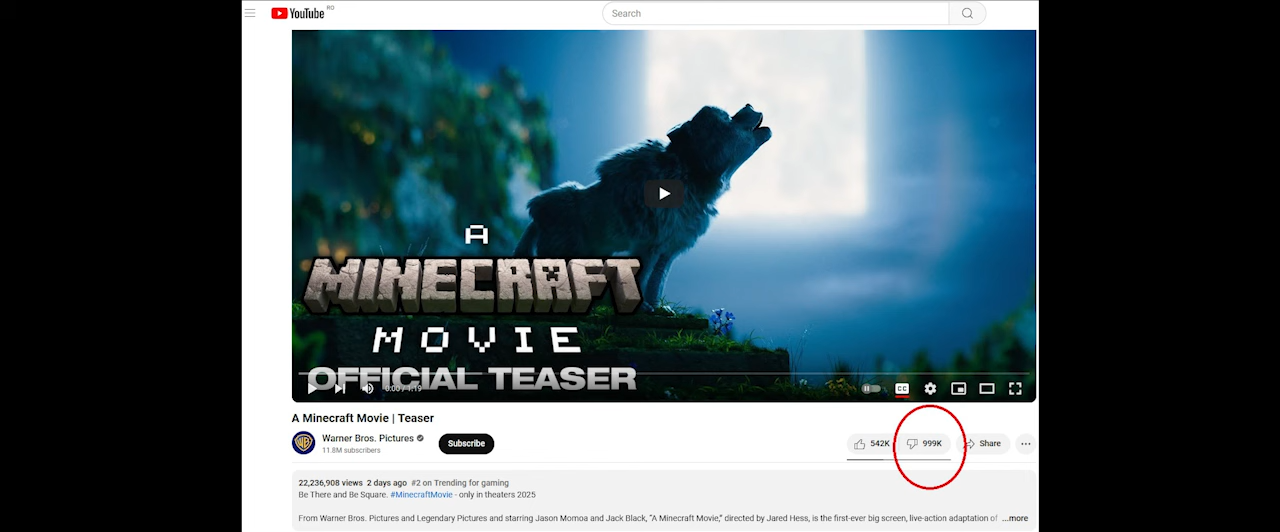 YouTube RO
Search
A
MINECRAFT
MOVIE
OFFICIAL TEASER
0:00 / 1:19
CC
A Minecraft Movie | Teaser
WB
Warner Bros. Pictures
11.8M subscribers
Subscribe
542K
999K
Share
22,236,908 views 2 days ago #2 on Trending for gaming
Be There and Be Square. #MinecraftMovie - only in theaters 2025
From Warner Bros. Pictures and Legendary Pictures and starring Jason Momoa and Jack Black, "A Minecraft Movie," directed by Jared Hess, is the first-ever big screen, live-action adaptation of ...more